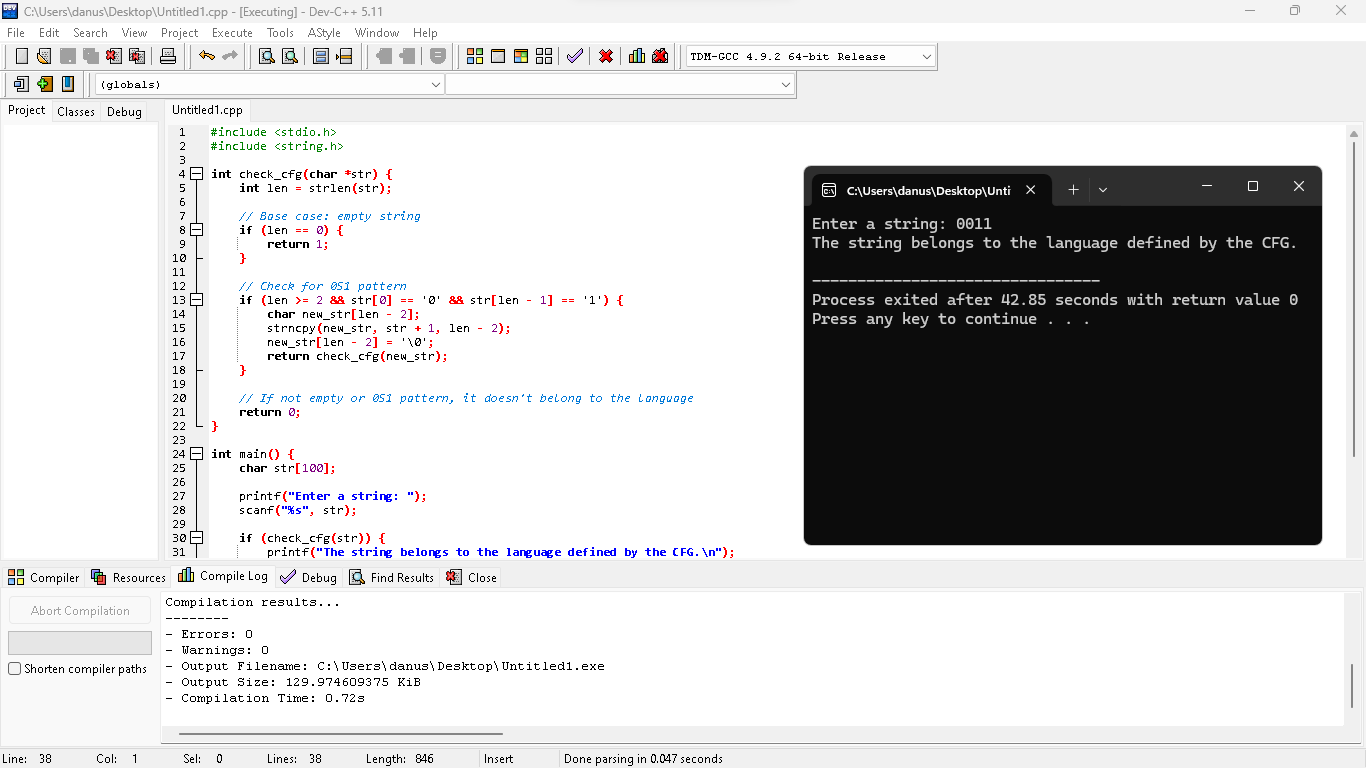 C:\Users\danus\Desktop\Untitled1.cpp - [Executing] - Dev-C++ 5.11
File Edit Search View Project Execute Tools AStyle Window Help
TDM-GCC 4.9.2 64-bit Release
(globals)
Project Classes Debug
Untitled1.cpp
1 #include <stdio.h>
2 #include <string.h>
3
4 int check_cfg(char *str) {
5 int len = strlen(str);
6
7 // Base case: empty string
8 if (len == 0) {
9 return 1;
10 }
11
12 // Check for 0S1 pattern
13 if (len >= 2 && str[0] == '0' && str[len - 1] == '1') {
14 char new_str[len - 2];
15 strncpy(new_str, str + 1, len - 2);
16 new_str[len - 2] = '\0';
17 return check_cfg(new_str);
18 }
19
20 // If not empty or 0S1 pattern, it doesn't belong to the language
21 return 0;
22 }
23
24 int main() {
25 char str[100];
26
27 printf("Enter a string: ");
28 scanf("%s", str);
29
30 if (check_cfg(str)) {
31 printf("The string belongs to the language defined by the CFG.\n");
C:\Users\danus\Desktop\Unti
Enter a string: 0011
The string belongs to the language defined by the CFG.
--------------------------------
Process exited after 42.85 seconds with return value 0
Press any key to continue . . .
Compiler Resources Compile Log Debug Find Results Close
Abort Compilation
Shorten compiler paths
Compilation results...
--------
- Errors: 0
- Warnings: 0
- Output Filename: C:\Users\danus\Desktop\Untitled1.exe
- Output Size: 129.974609375 KiB
- Compilation Time: 0.72s
Line: 38 Col: 1 Sel: 0 Lines: 38 Length: 846 Insert Done parsing in 0.047 seconds